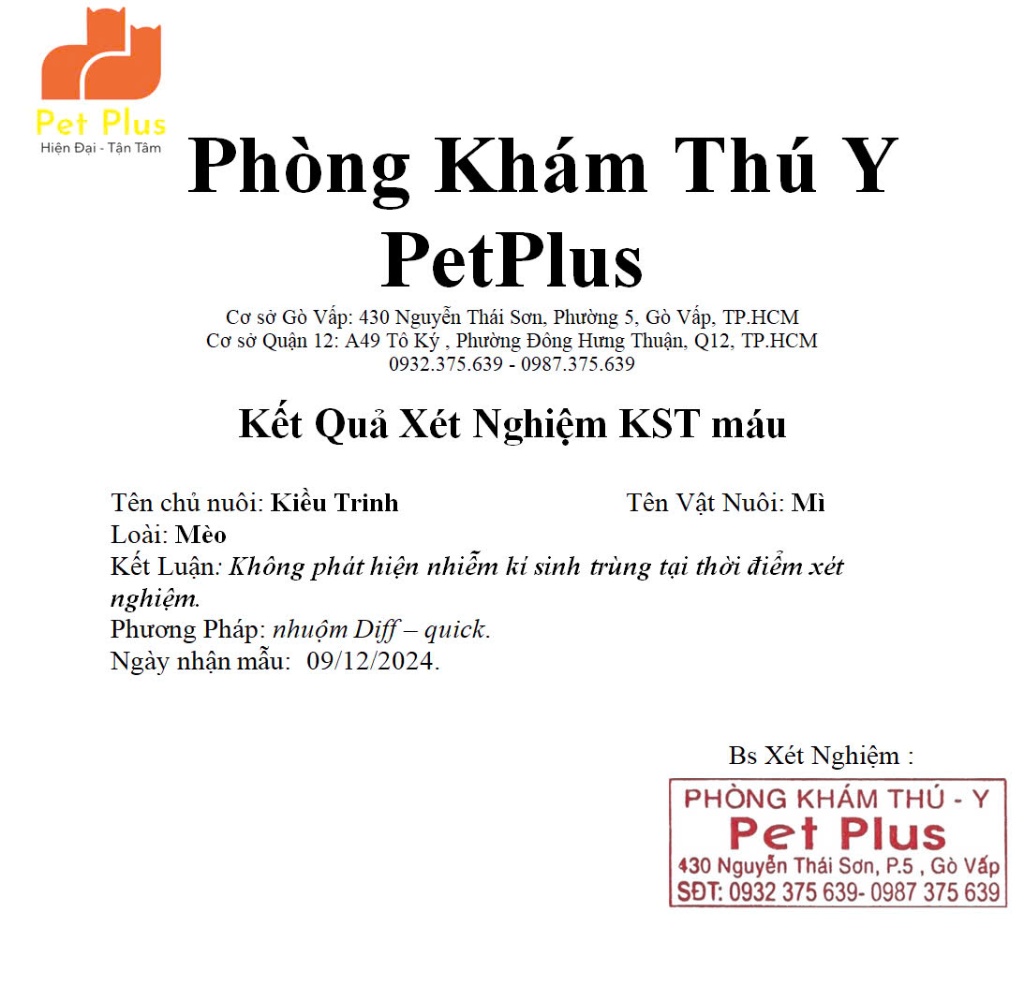 Pet Plus
Hiện Đại - Tận Tâm
Phòng Khám Thú Y
PetPlus
Cơ sở Gò Vấp: 430 Nguyễn Thái Sơn, Phường 5, Gò Vấp, TP.HCM
Cơ sở Quận 12: A49 Tô Ký , Phường Đông Hưng Thuận, Q12, TP.HCM
0932.375.639 - 0987.375.639
Kết Quả Xét Nghiệm KST máu
Tên chủ nuôi: Kiều Trinh Tên Vật Nuôi: Mì
Loài: Mèo
Kết Luận: Không phát hiện nhiễm kí sinh trùng tại thời điểm xét
nghiệm.
Phương Pháp: nhuộm Diff – quick.
Ngày nhận mẫu: 09/12/2024.
Bs Xét Nghiệm :
PHÒNG KHÁM THÚ - Y
Pet Plus
430 Nguyễn Thái Sơn, P.5 , Gò Vấp
SĐT: 0932 375 639- 0987 375 639